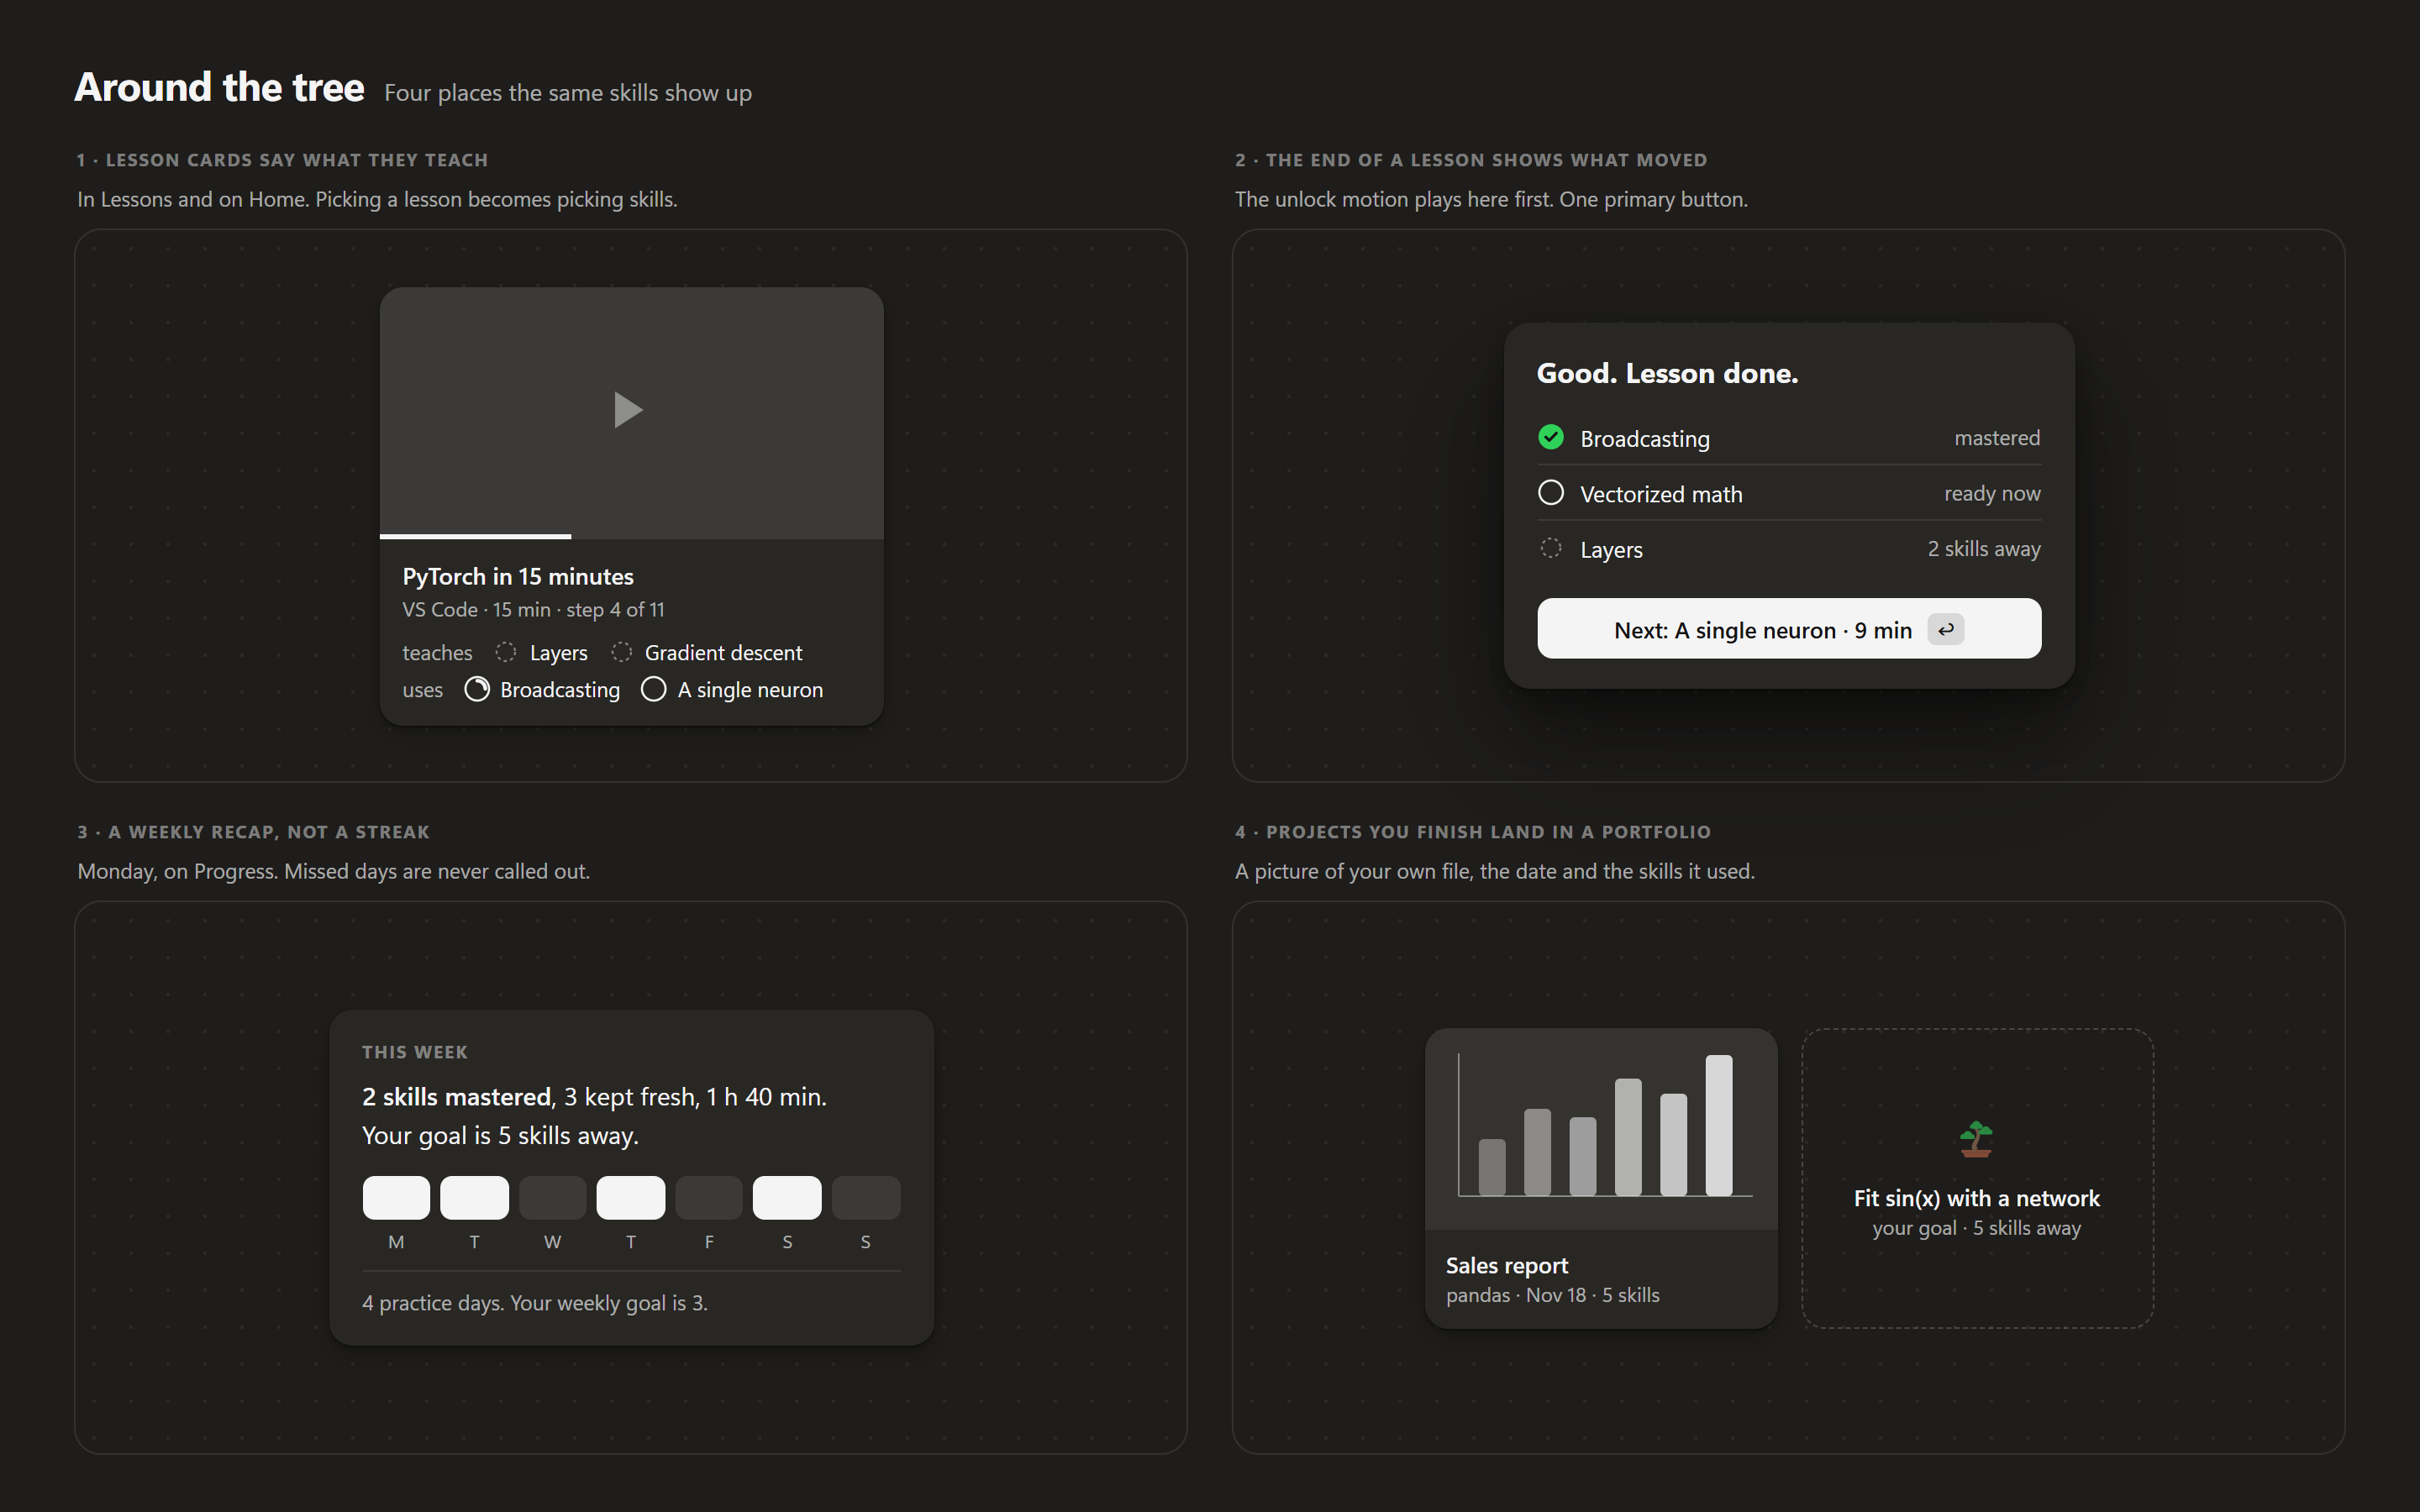 Around the tree Four places the same skills show up
1 · LESSON CARDS SAY WHAT THEY TEACH
In Lessons and on Home. Picking a lesson becomes picking skills.
PyTorch in 15 minutes
VS Code · 15 min · step 4 of 11
teaches Layers Gradient descent
uses Broadcasting A single neuron
2 · THE END OF A LESSON SHOWS WHAT MOVED
The unlock motion plays here first. One primary button.
Good. Lesson done.
Broadcasting mastered
Vectorized math ready now
Layers 2 skills away
Next: A single neuron · 9 min ↩
3 · A WEEKLY RECAP, NOT A STREAK
Monday, on Progress. Missed days are never called out.
THIS WEEK
2 skills mastered, 3 kept fresh, 1 h 40 min.
Your goal is 5 skills away.
M T W T F S S
4 practice days. Your weekly goal is 3.
4 · PROJECTS YOU FINISH LAND IN A PORTFOLIO
A picture of your own file, the date and the skills it used.
Sales report
pandas · Nov 18 · 5 skills
Fit sin(x) with a network
your goal · 5 skills away